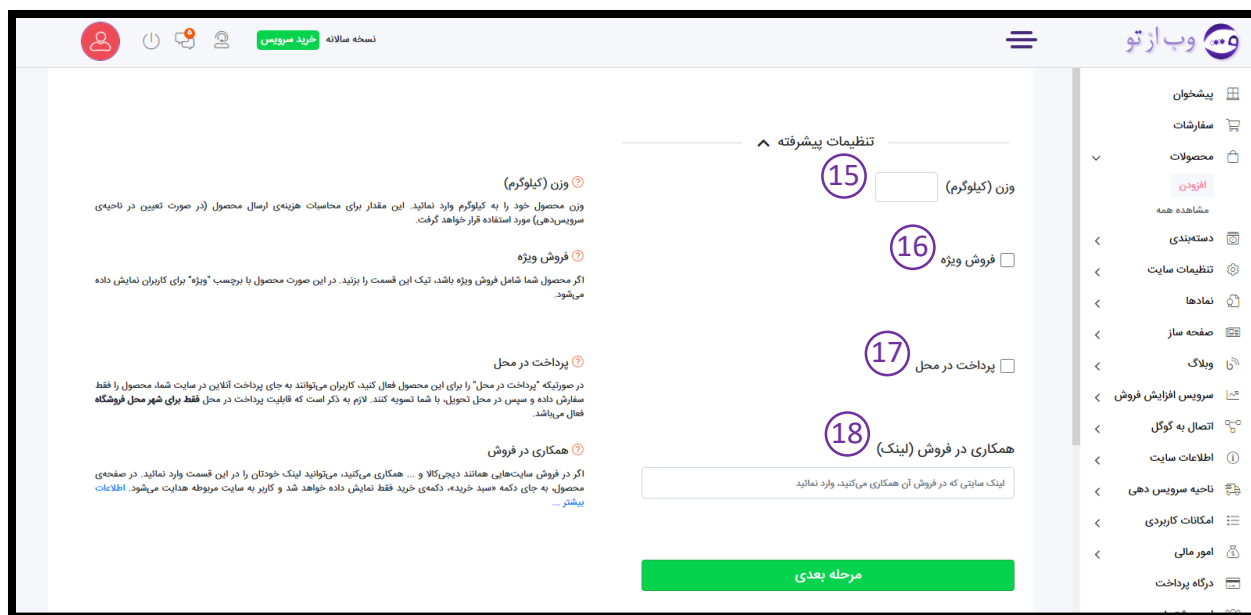 وب از تو
نسخه سالانه خرید سرویس
۵
پیشخوان
سفارشات
محصولات
افزودن
مشاهده همه
دسته‌بندی
تنظیمات سایت
نمادها
صفحه ساز
وبلاگ
سرویس افزایش فروش
اتصال به گوگل
اطلاعات سایت
ناحیه سرویس دهی
امکانات کاربردی
امور مالی
درگاه پرداخت
تنظیمات پیشرفته
وزن (کیلوگرم) 15
وزن (کیلوگرم)
وزن محصول خود را به کیلوگرم وارد نمائید. این مقدار برای محاسبات هزینه‌ی ارسال محصول (در صورت تعیین در ناحیه‌ی
سرویس‌دهی) مورد استفاده قرار خواهد گرفت.
فروش ویژه 16
فروش ویژه
اگر محصول شما شامل فروش ویژه باشد، تیک این قسمت را بزنید. در این صورت محصول با برچسب "ویژه" برای کاربران نمایش داده
می‌شود.
پرداخت در محل 17
پرداخت در محل
در صورتیکه "پرداخت در محل" را برای این محصول فعال کنید، کاربران می‌توانند به جای پرداخت آنلاین در سایت شما، محصول را فقط
سفارش داده و سپس در محل تحویل، با شما تسویه کنند. لازم به ذکر است که قابلیت پرداخت در محل فقط برای شهر محل فروشگاه
فعال می‌باشد.
همکاری در فروش (لینک) 18
لینک سایتی که در فروش آن همکاری می‌کنید، وارد نمائید
همکاری در فروش
اگر در فروش سایت‌هایی همانند دیجی‌کالا و ... همکاری می‌کنید، می‌توانید لینک خودتان را در این قسمت وارد نمائید. در صفحه‌ی
محصول، به جای دکمه «سبد خرید»، دکمه‌ی خرید فقط نمایش داده خواهد شد و کاربر به سایت مربوطه هدایت می‌شود. اطلاعات
بیشتر ...
مرحله بعدی